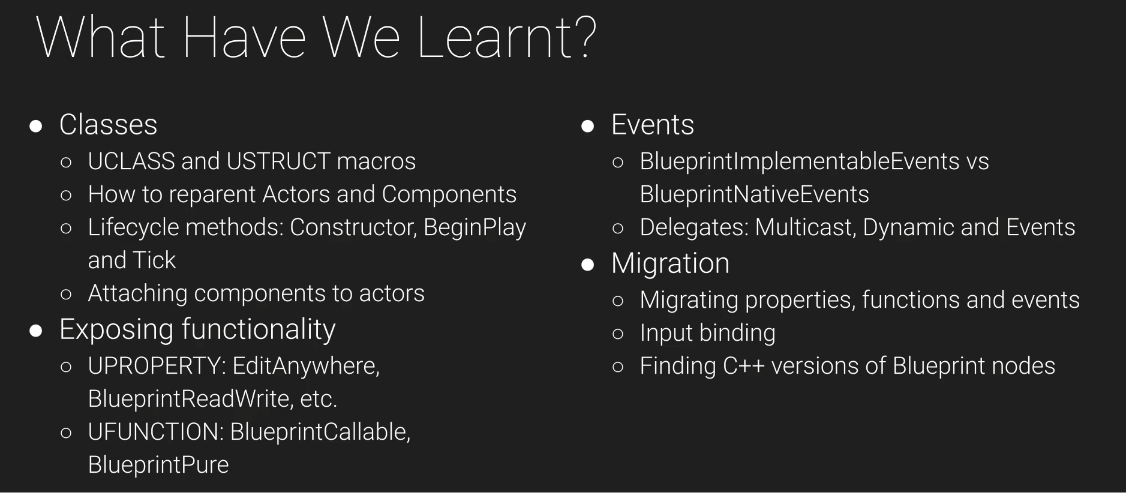 What Have We Learnt?
● Classes
○ UCLASS and USTRUCT macros
○ How to reparent Actors and Components
○ Lifecycle methods: Constructor, BeginPlay
and Tick
○ Attaching components to actors
● Exposing functionality
○ UPROPERTY: EditAnywhere,
BlueprintReadWrite, etc.
○ UFUNCTION: BlueprintCallable,
BlueprintPure
● Events
○ BlueprintImplementableEvents vs
BlueprintNativeEvents
○ Delegates: Multicast, Dynamic and Events
● Migration
○ Migrating properties, functions and events
○ Input binding
○ Finding C++ versions of Blueprint nodes